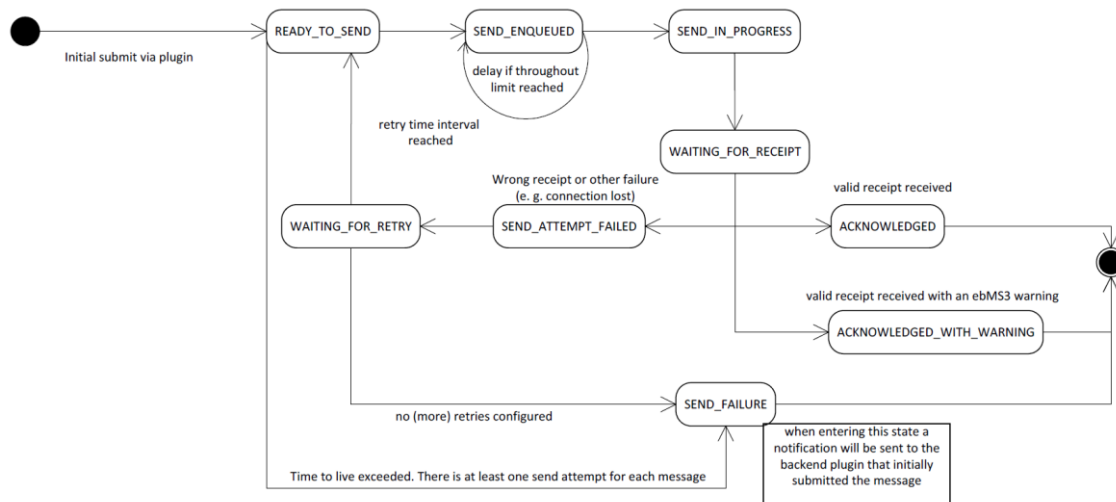 READY_TO_SEND
SEND_ENQUEUED
SEND_IN_PROGRESS
Initial submit via plugin
delay if throughout
limit reached
retry time interval
reached
WAITING_FOR_RECEIPT
Wrong receipt or other failure
(e. g. connection lost)
valid receipt received
WAITING_FOR_RETRY
SEND_ATTEMPT_FAILED
ACKNOWLEDGED
valid receipt received with an ebMS3 warning
ACKNOWLEDGED_WITH_WARNING
SEND_FAILURE
no (more) retries configured
when entering this state a
notification will be sent to the
backend plugin that initially
submitted the message
Time to live exceeded. There is at least one send attempt for each message